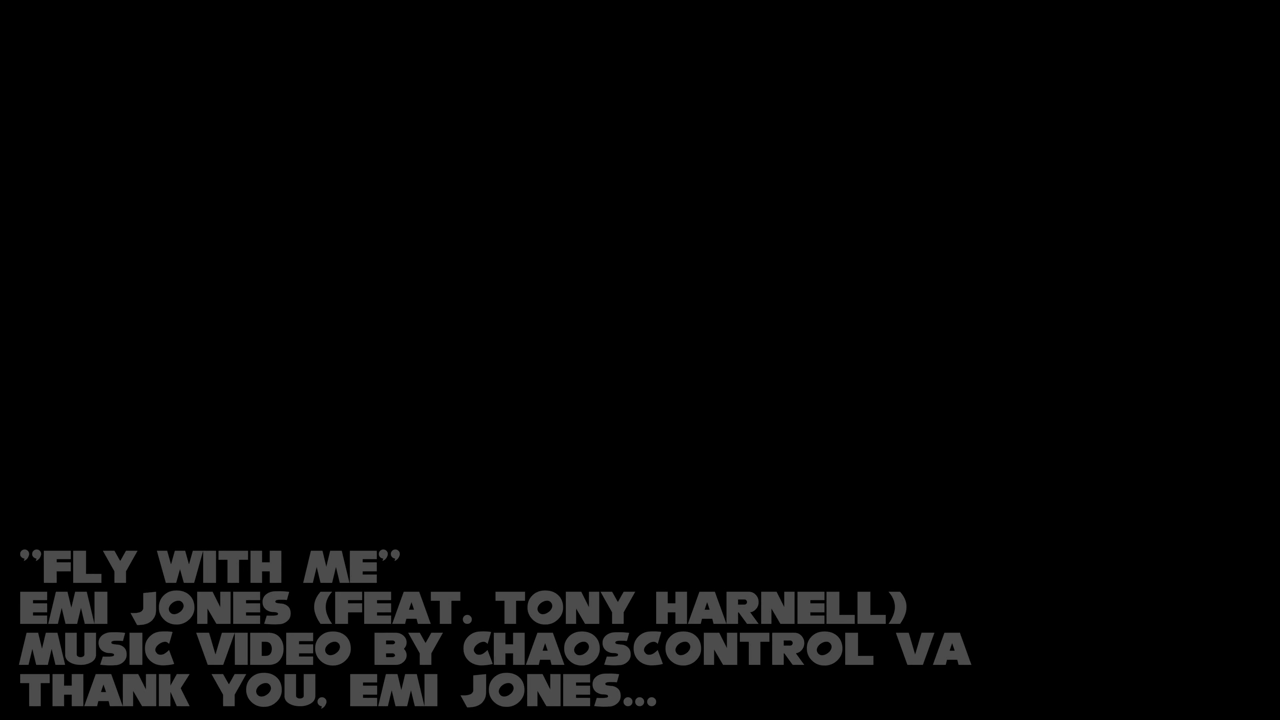 "FLY WITH ME"
EMI JONES (FEAT. TONY HARNELL)
MUSIC VIDEO BY CHAOSCONTROL VA
THANK YOU, EMI JONES...